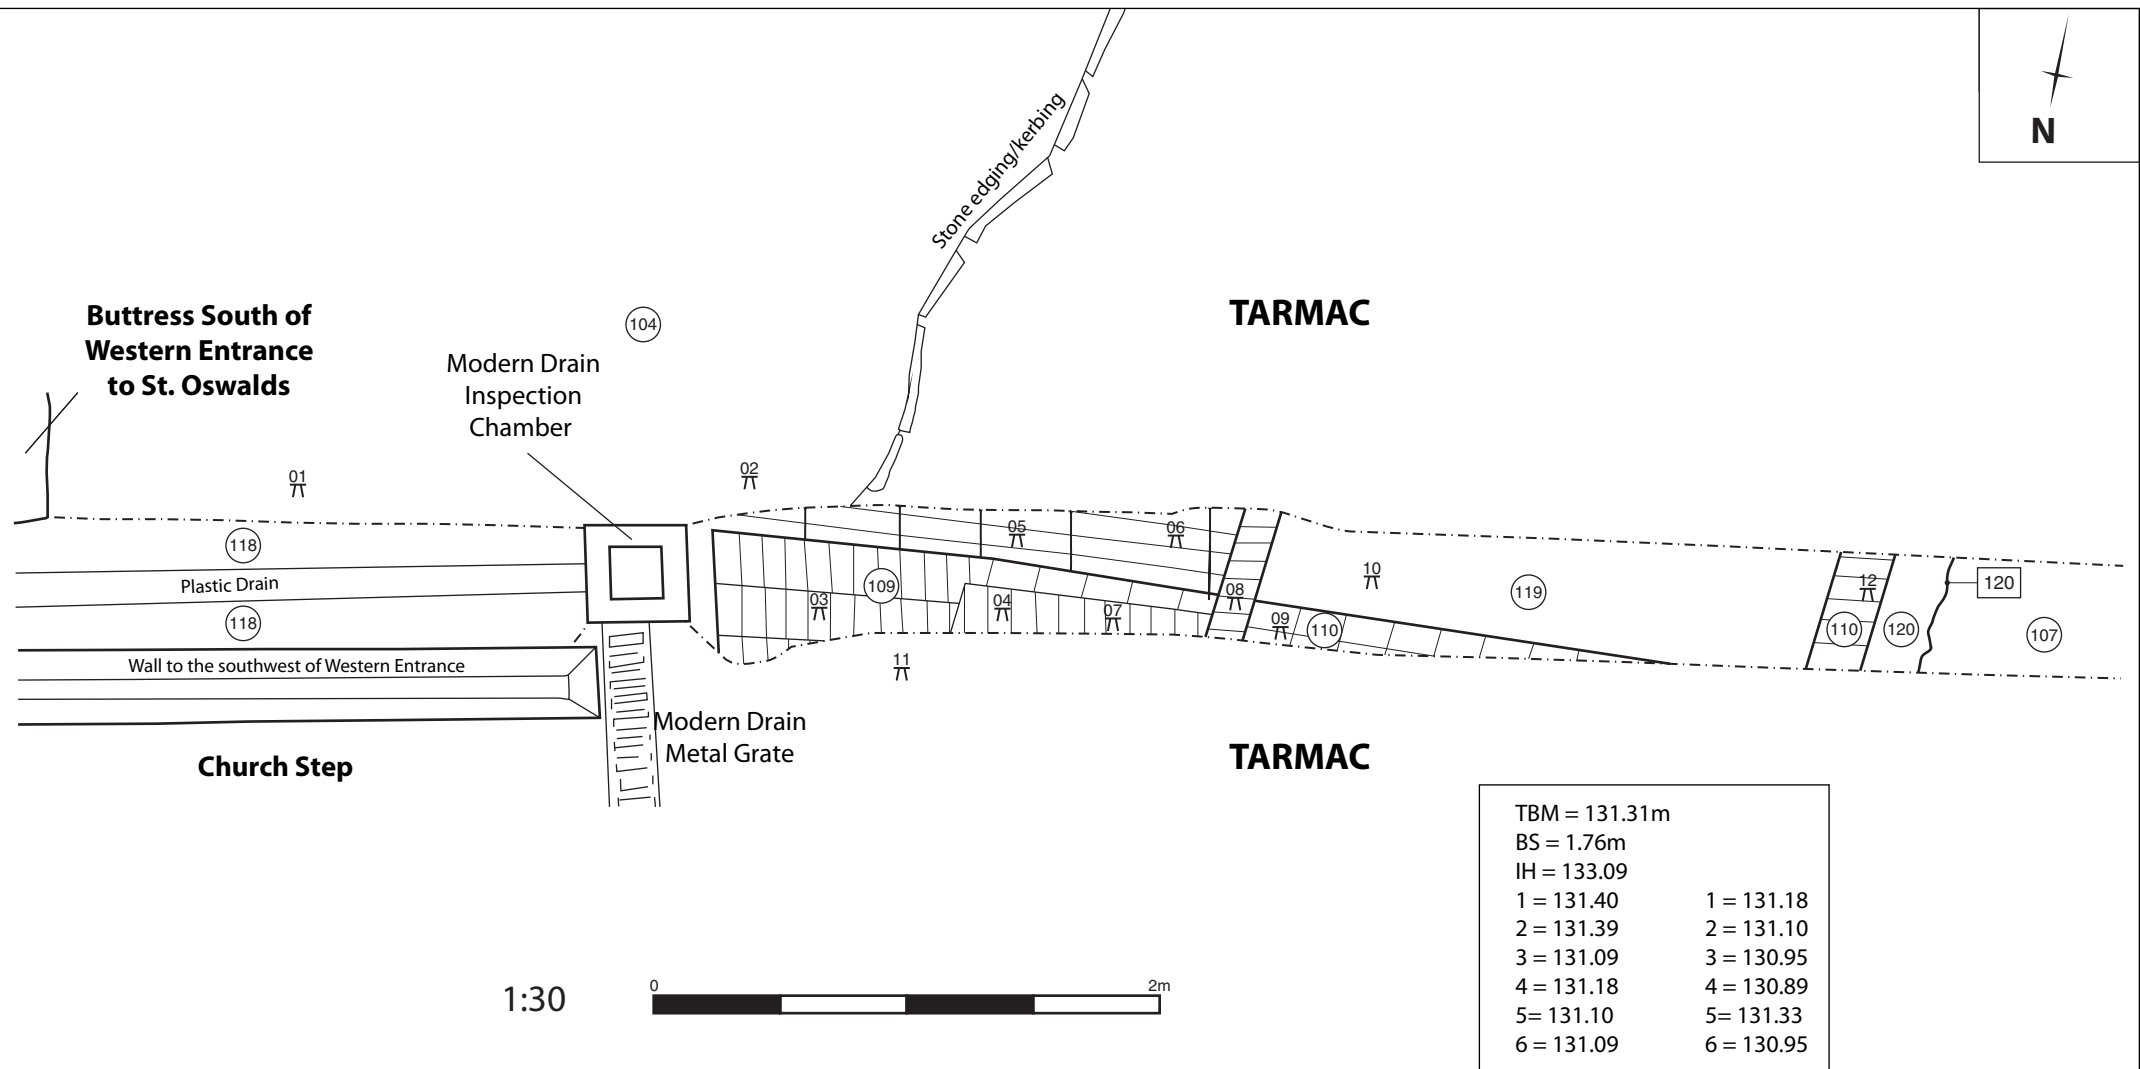 N
Stone edging/kerbing
Buttress South of
Western Entrance
to St. Oswalds
104
TARMAC
Modern Drain
Inspection
Chamber
01
02
05
06
118
Plastic Drain
118
109
03
04
07
08
09
110
10
119
12
110
120
120
107
11
Wall to the southwest of Western Entrance
Modern Drain
Metal Grate
Church Step
TARMAC
TBM = 131.31m
BS = 1.76m
IH = 133.09
1 = 131.40 1 = 131.18
2 = 131.39 2 = 131.10
3 = 131.09 3 = 130.95
4 = 131.18 4 = 130.89
5= 131.10 5= 131.33
6 = 131.09 6 = 130.95
1:30
0 2m